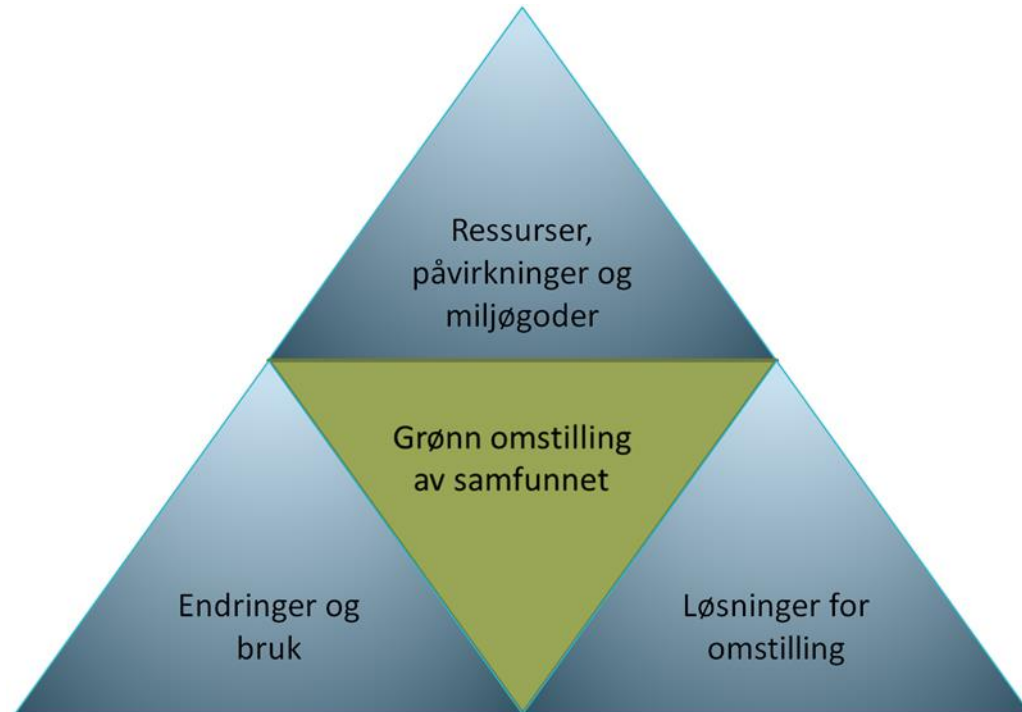 Ressurser,
påvirkninger og
miljøgoder
Grønn omstilling
av samfunnet
Endringer og
bruk
Løsninger for
omstilling